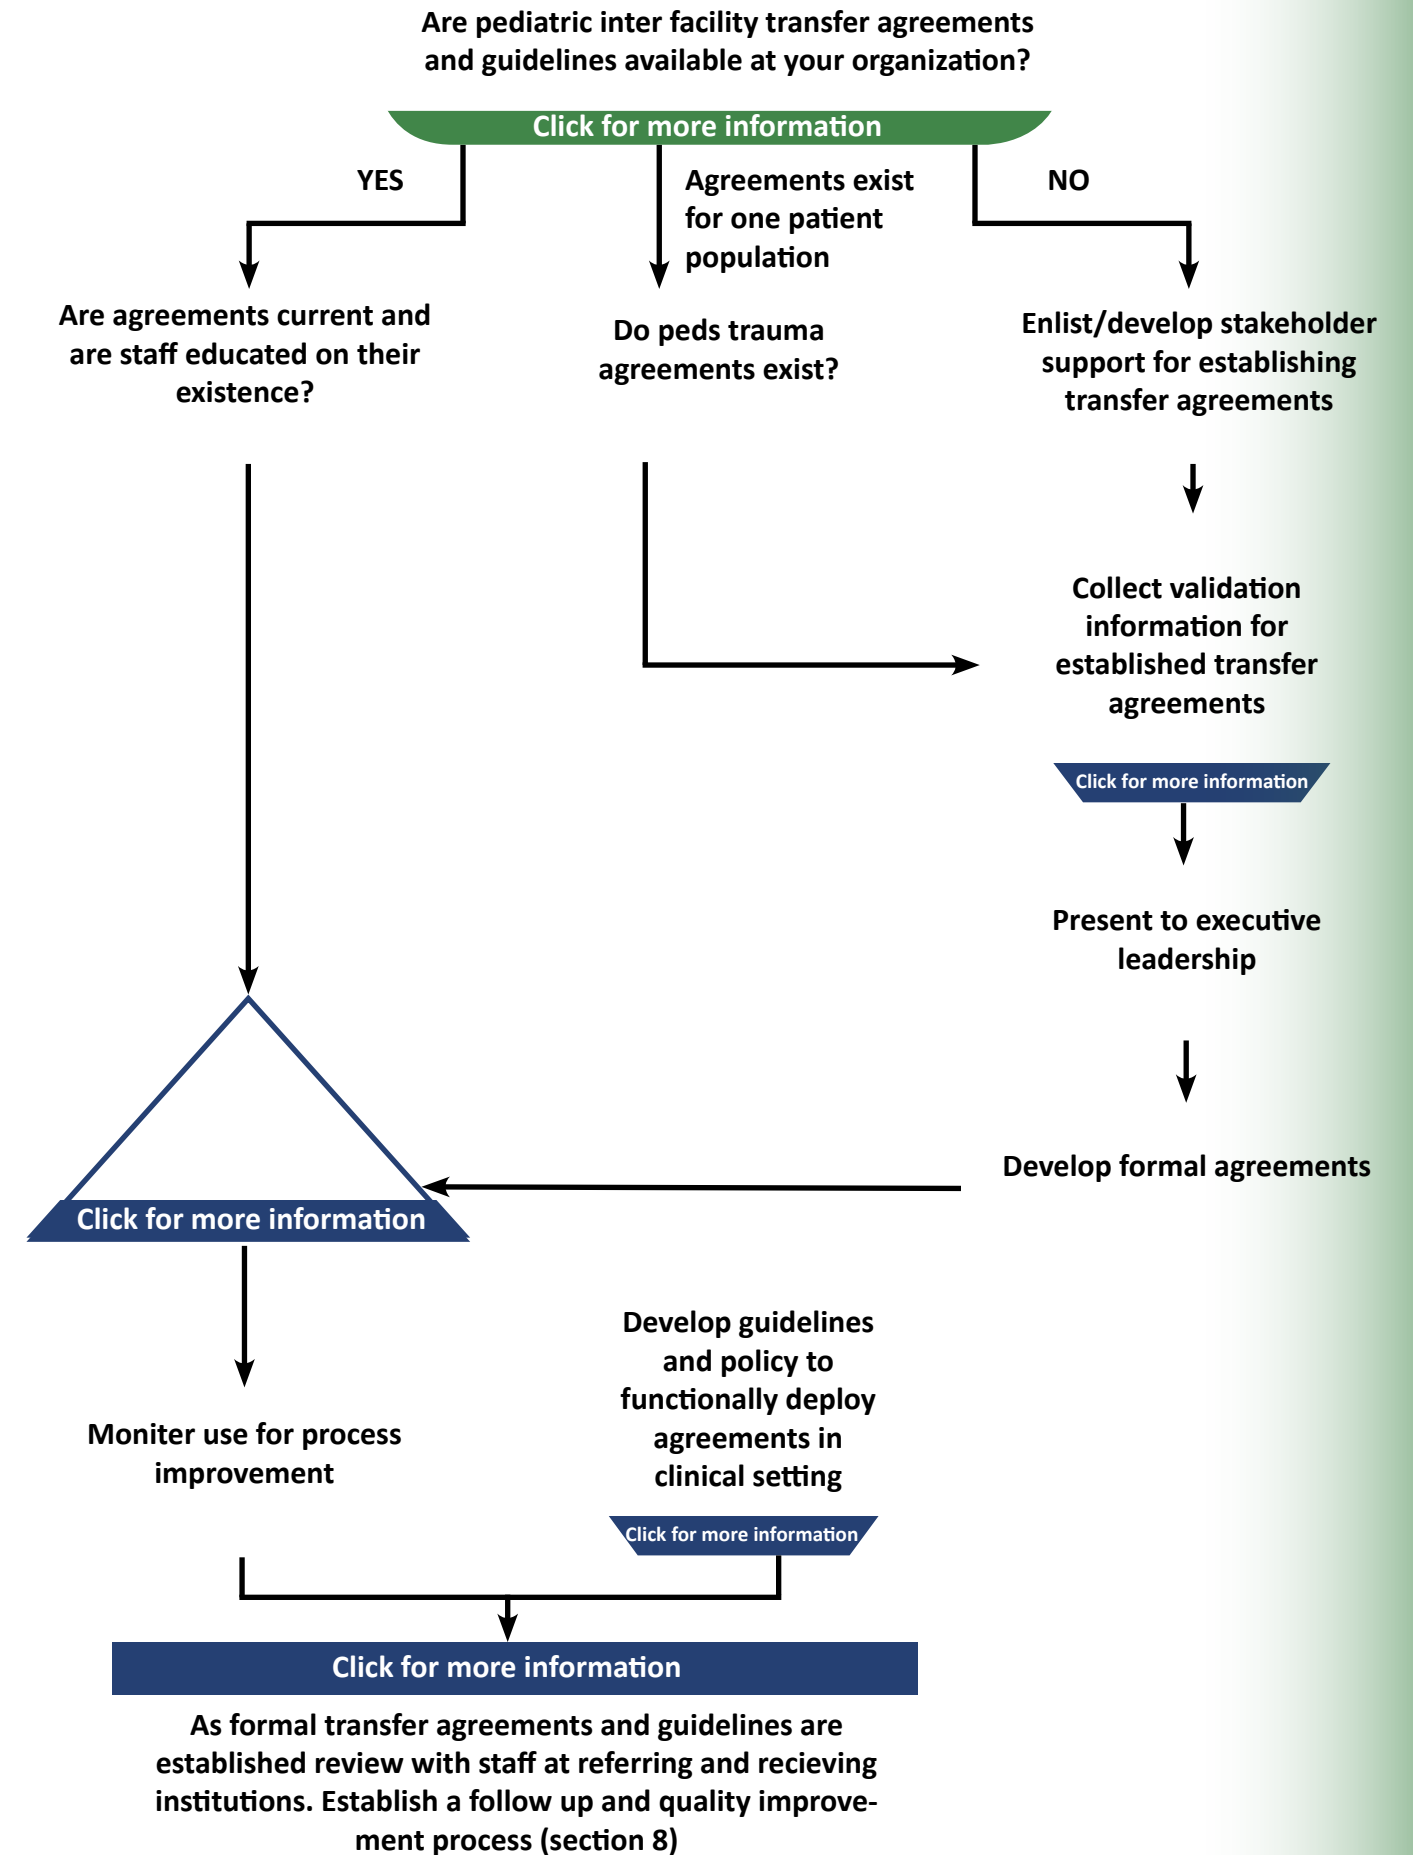 Are pediatric inter facility transfer agreements
and guidelines available at your organization?
Click for more information
YES
Agreements exist
for one patient
population
NO
Are agreements current and
are staff educated on their
existence?
Do peds trauma
agreements exist?
Enlist/develop stakeholder
support for establishing
transfer agreements
Collect validation
information for
established transfer
agreements
Click for more information
Present to executive
leadership
Develop formal agreements
Click for more information
Develop guidelines
and policy to
functionally deploy
agreements in
clinical setting
Click for more information
Moniter use for process
improvement
Click for more information
As formal transfer agreements and guidelines are
established review with staff at referring and recieving
institutions. Establish a follow up and quality improve-
ment process (section 8)